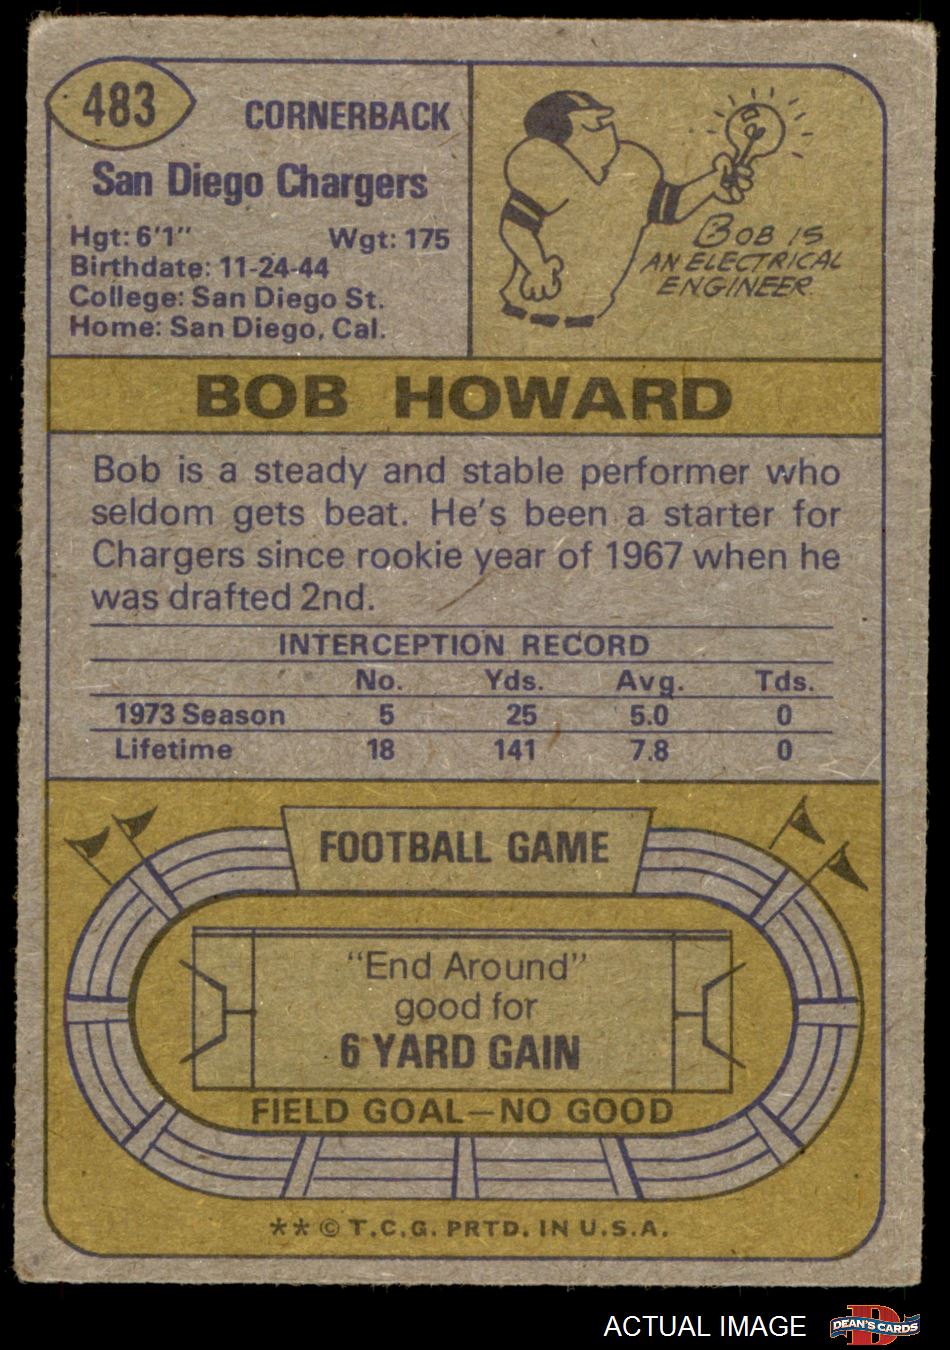 483
CORNERBACK
San Diego Chargers
Hgt: 6'1" Wgt: 175
Birthdate: 11-24-44
College: San Diego St.
Home: San Diego, Cal.
BOB IS
AN ELECTRICAL
ENGINEER
BOB HOWARD
Bob is a steady and stable performer who
seldom gets beat. He's been a starter for
Chargers since rookie year of 1967 when he
was drafted 2nd.
INTERCEPTION RECORD
No. Yds. Avg. Tds.
1973 Season 5 25 5.0 0
Lifetime 18 141 7.8 0
FOOTBALL GAME
"End Around"
good for
6 YARD GAIN
FIELD GOAL—NO GOOD
**© T.C.G. PRTD. IN U.S.A.
ACTUAL IMAGE
D
DEAN'S CARDS